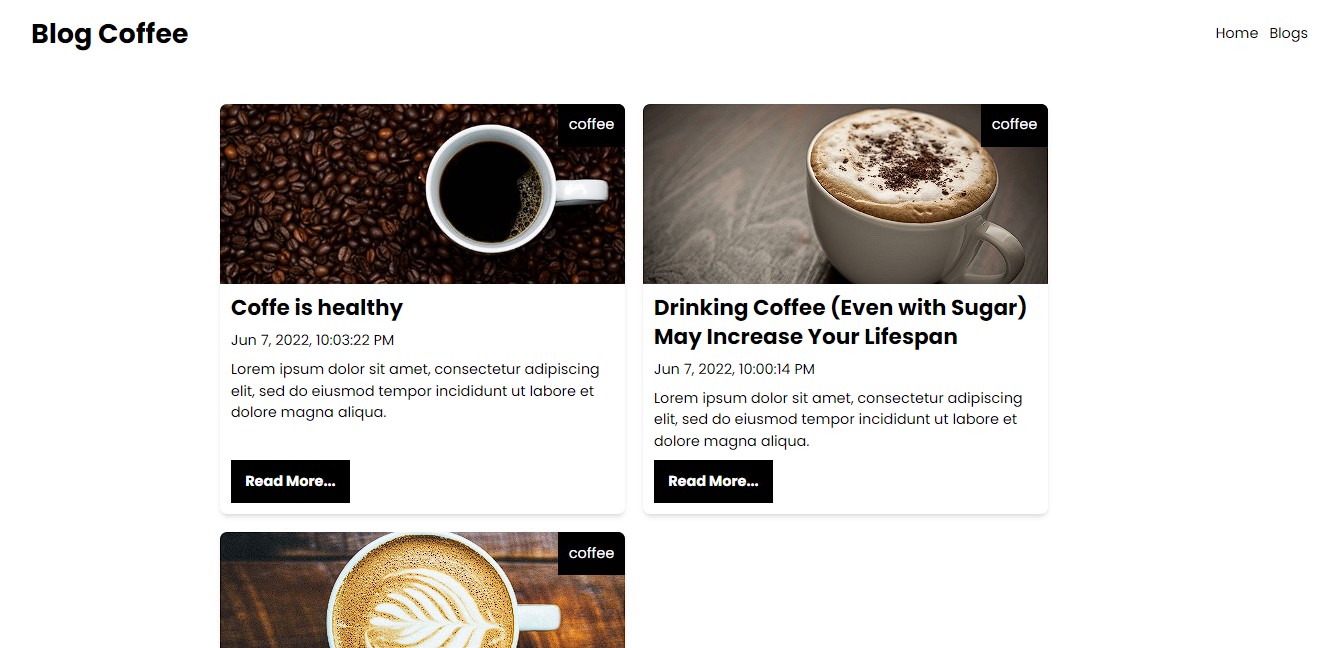 Blog Coffee
Home Blogs
coffee
Coffe is healthy
Jun 7, 2022, 10:03:22 PM
Lorem ipsum dolor sit amet, consectetur adipiscing
elit, sed do eiusmod tempor incididunt ut labore et
dolore magna aliqua.
Read More...
coffee
Drinking Coffee (Even with Sugar)
May Increase Your Lifespan
Jun 7, 2022, 10:00:14 PM
Lorem ipsum dolor sit amet, consectetur adipiscing
elit, sed do eiusmod tempor incididunt ut labore et
dolore magna aliqua.
Read More...
coffee